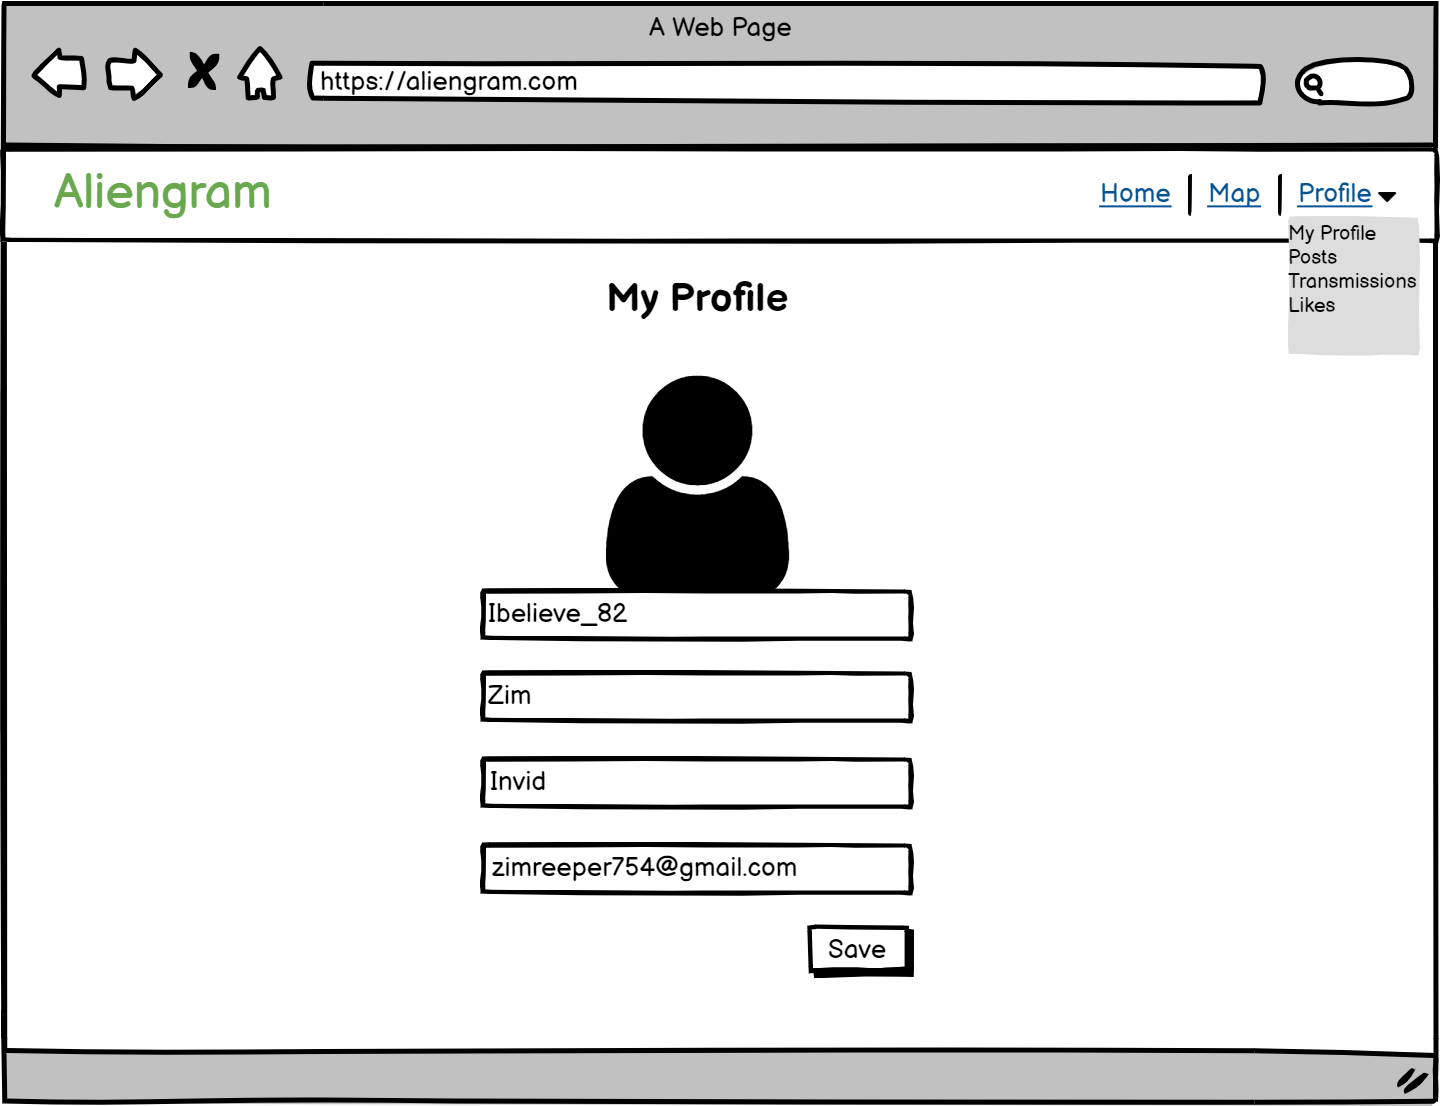 A Web Page
https://aliengram.com
Aliengram
Home
Map
Profile
My Profile
Posts
Transmissions
Likes
My Profile
Ibelieve_82
Zim
Invid
zimreeper754@gmail.com
Save